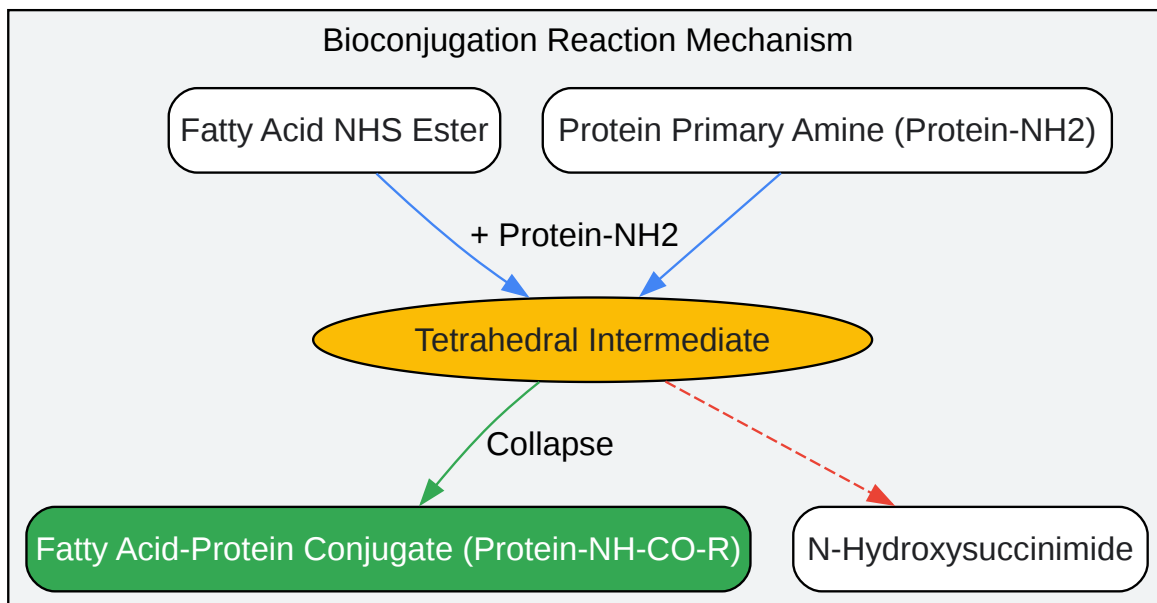 Bioconjugation Reaction Mechanism
Fatty Acid NHS Ester
Protein Primary Amine (Protein-NH2)
+ Protein-NH2
Tetrahedral Intermediate
Collapse
Fatty Acid-Protein Conjugate (Protein-NH-CO-R)
N-Hydroxysuccinimide